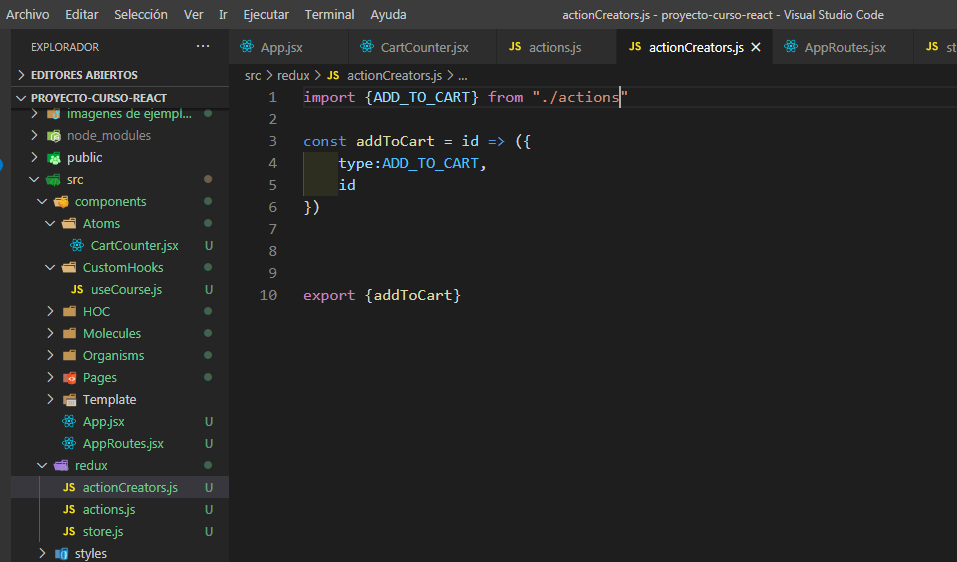 Archivo Editar Selección Ver Ir Ejecutar Terminal Ayuda actionCreators.js - proyecto-curso-react - Visual Studio Code
EXPLORADOR ...
App.jsx CartCounter.jsx JS actions.js JS actionCreators.js AppRoutes.jsx JS st
EDITORES ABIERTOS
src > redux > JS actionCreators.js > ...
PROYECTO-CURSO-REACT
imagenes de ejempl...
node_modules
public
src
components
Atoms
CartCounter.jsx U
CustomHooks
JS useCourse.js U
HOC
Molecules
Organisms
Pages
Template
App.jsx U
AppRoutes.jsx U
redux
JS actionCreators.js U
JS actions.js U
JS store.js U
styles
1 import {ADD_TO_CART} from "./actions"
2
3 const addToCart = id => ({
4 type:ADD_TO_CART,
5 id
6 })
7
8
9
10 export {addToCart}